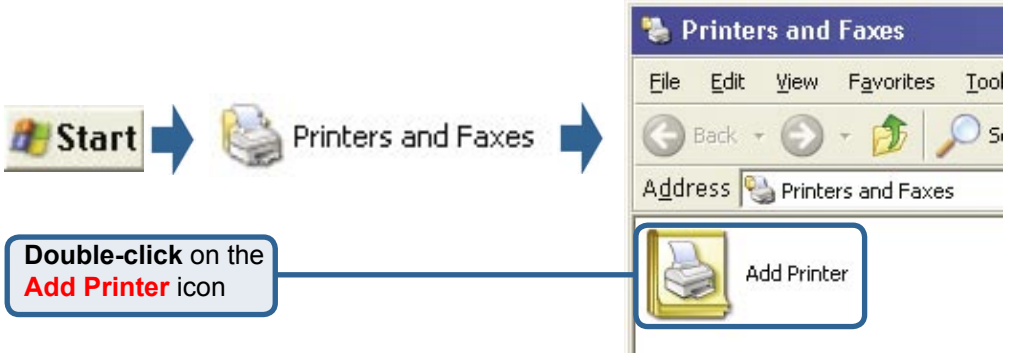 Start
Printers and Faxes
Printers and Faxes
File Edit View Favorites
Back
Address Printers and Faxes
Add Printer
Double-click on the
Add Printer icon